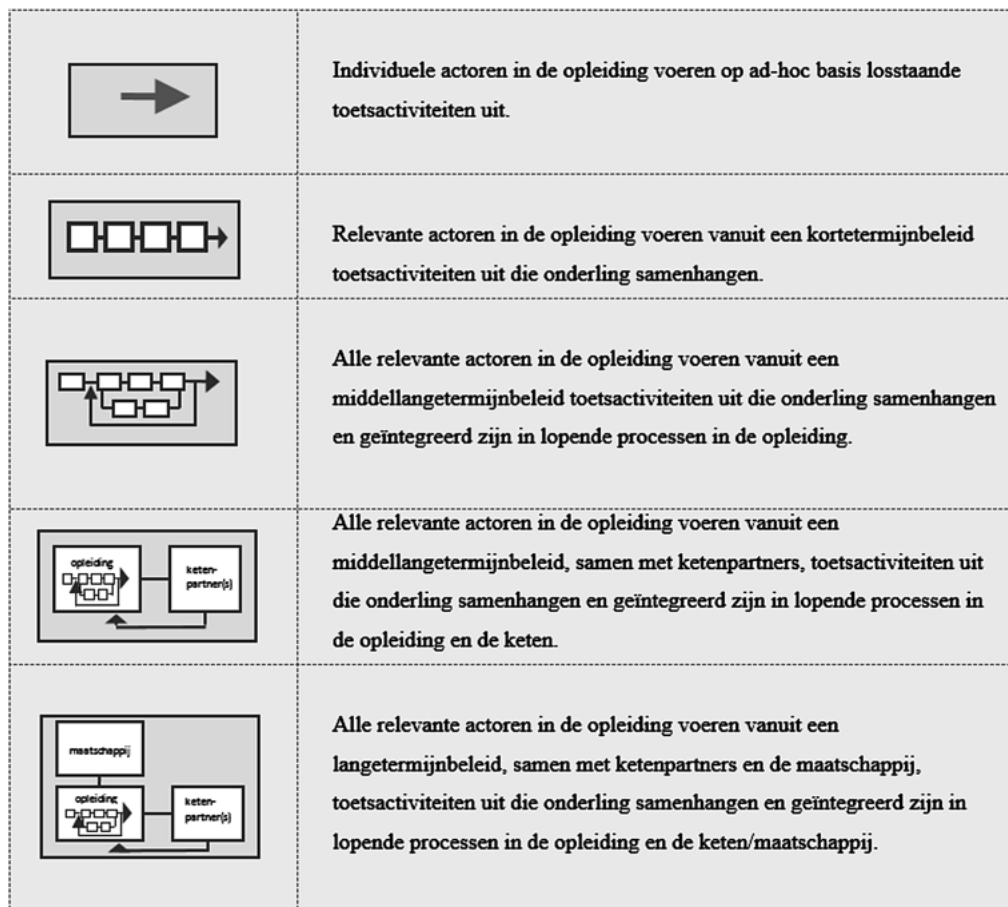 Individuele actoren in de opleiding voeren op ad-hoc basis losstaande
toetsactiviteiten uit.
Relevante actoren in de opleiding voeren vanuit een kortetermijnbeleid
toetsactiviteiten uit die onderling samenhangen.
Alle relevante actoren in de opleiding voeren vanuit een
middellangetermijnbeleid toetsactiviteiten uit die onderling samenhangen
en geïntegreerd zijn in lopende processen in de opleiding.
opleiding
keten-
partner(s)
Alle relevante actoren in de opleiding voeren vanuit een
middellangetermijnbeleid, samen met ketenpartners, toetsactiviteiten uit
die onderling samenhangen en geïntegreerd zijn in lopende processen in
de opleiding en de keten.
maatschappij
opleiding
keten-
partner(s)
Alle relevante actoren in de opleiding voeren vanuit een
langetermijnbeleid, samen met ketenpartners en de maatschappij,
toetsactiviteiten uit die onderling samenhangen en geïntegreerd zijn in
lopende processen in de opleiding en de keten/maatschappij.